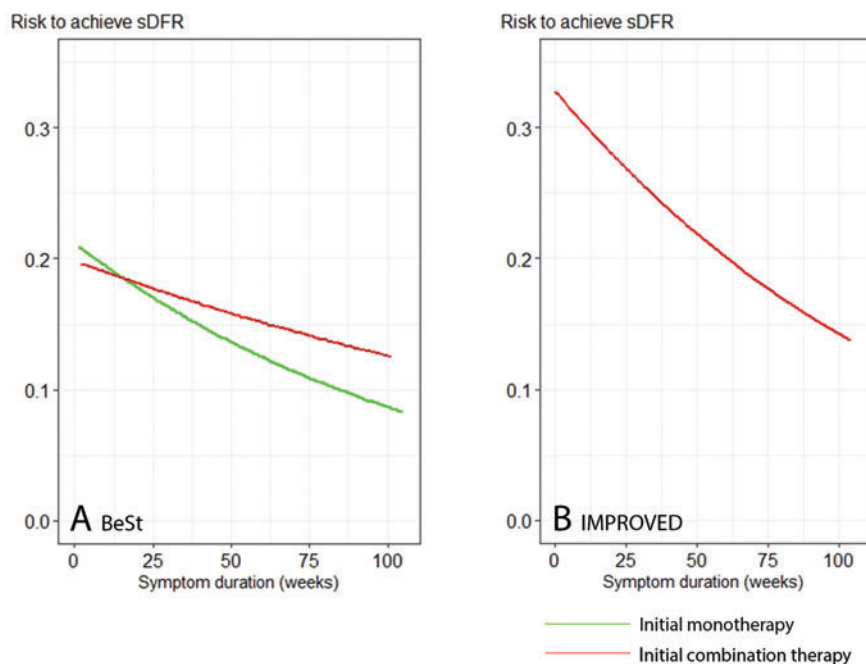 Risk to achieve sDFR
0.3
0.2
0.1
0.0
A BeSt
0 25 50 75 100
Symptom duration (weeks)
Risk to achieve sDFR
0.3
0.2
0.1
0.0
B IMPROVED
0 25 50 75 100
Symptom duration (weeks)
Initial monotherapy
Initial combination therapy